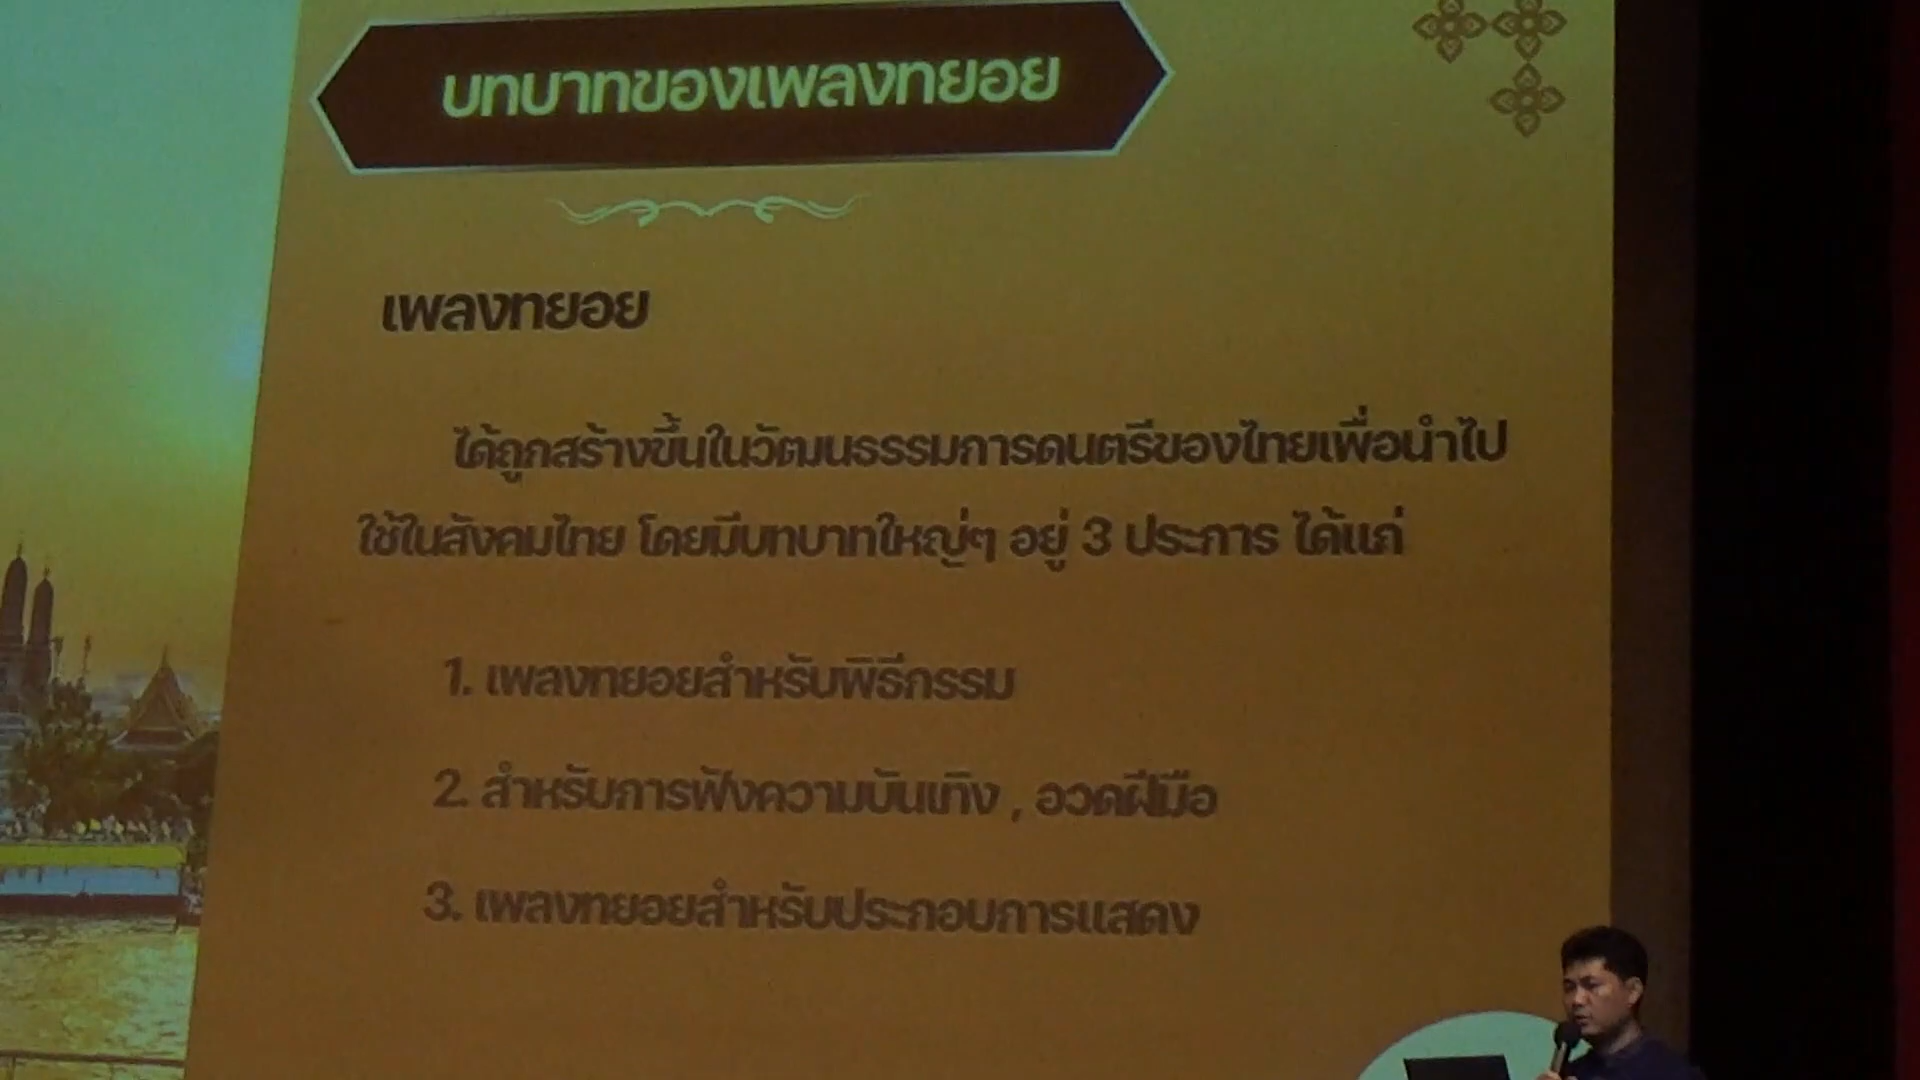 บทบาทของเพลงทยอย
เพลงทยอย
ได้ถูกสร้างขึ้นในวัฒนธรรมการดนตรีของไทยเพื่อนำไป
ใช้ในสังคมไทย โดยมีบทบาทใหญ่ๆ อยู่ 3 ประการ ได้แก่
1. เพลงทยอยสำหรับพิธีกรรม
2. สำหรับการฟังความบันเทิง , อวดฝีมือ
3. เพลงทยอยสำหรับประกอบการแสดง